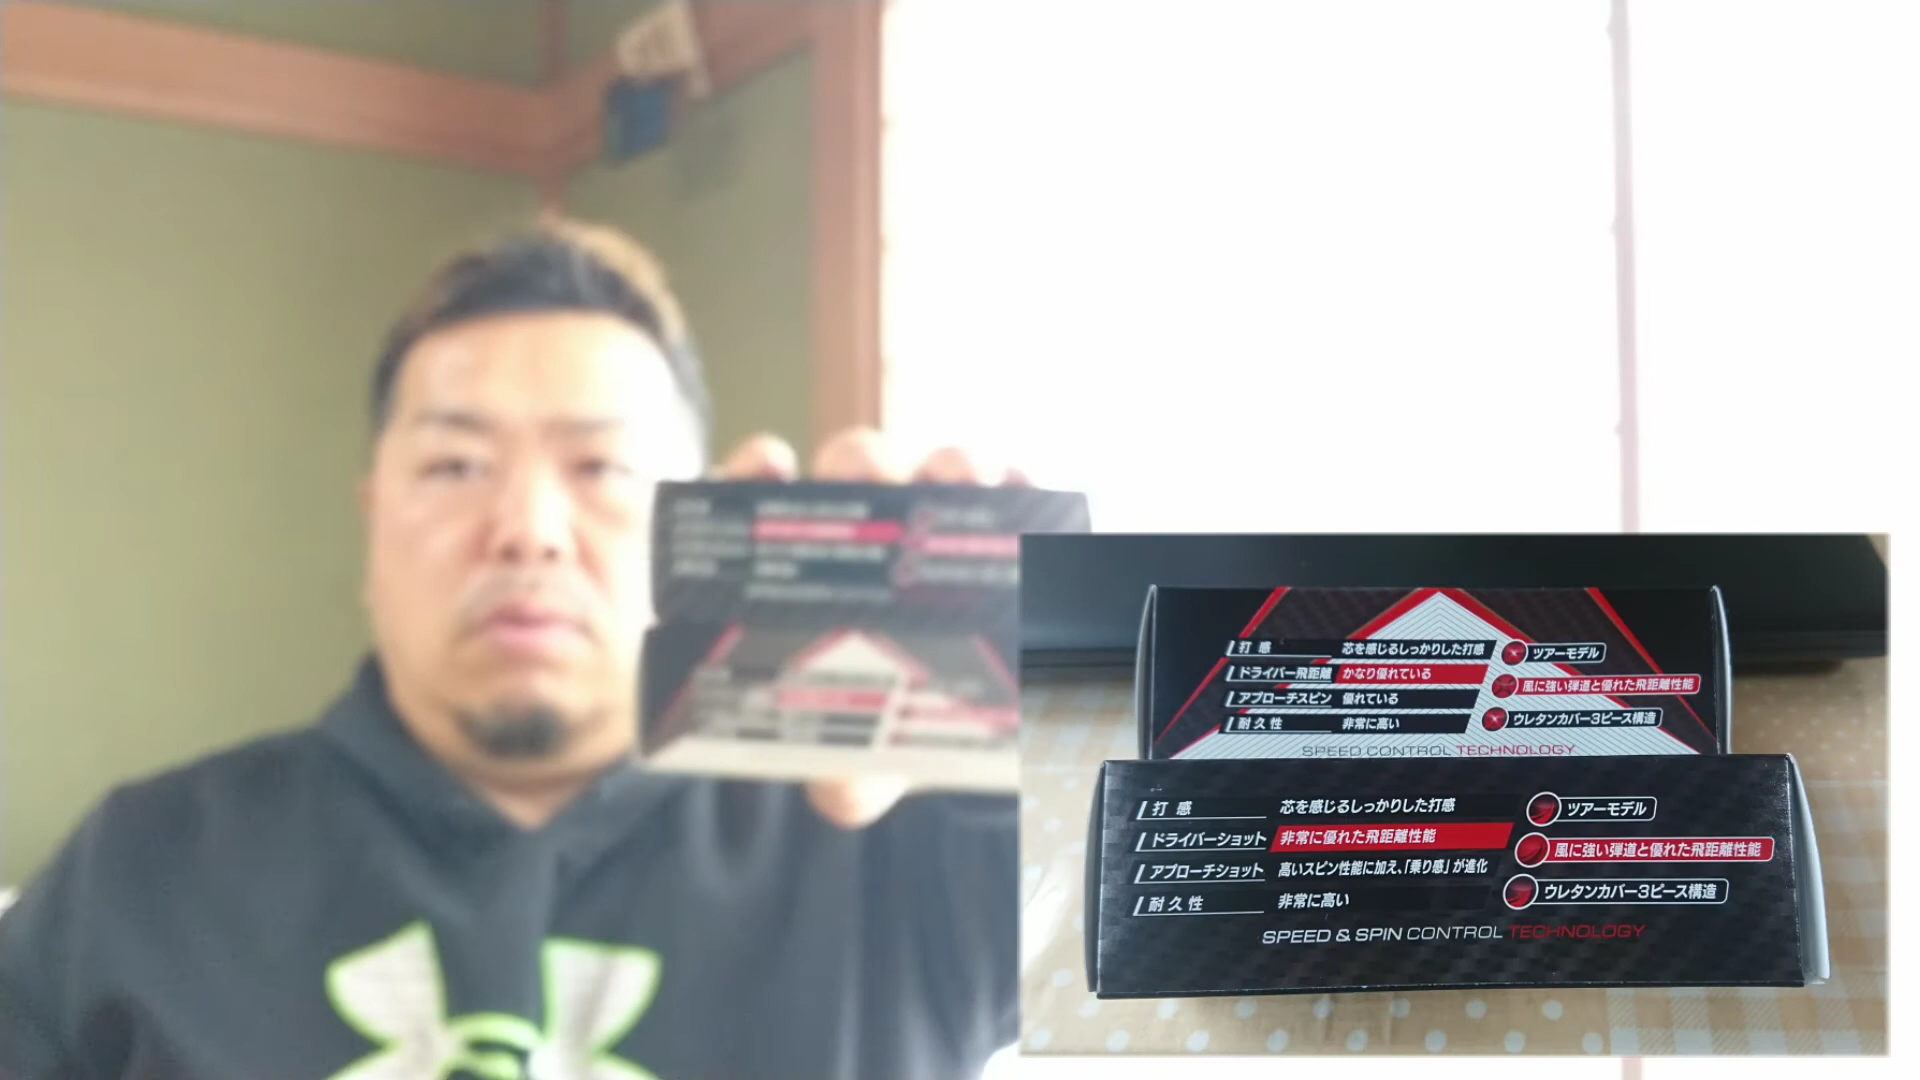 打感 芯を感じるしっかりした打感 ツアーモデル
ドライバー飛距離 かなり優れている 風に強い弾道と優れた飛距離性能
アプローチスピン 優れている
耐久性 非常に高い ウレタンカバー3ピース構造
SPEED CONTROL TECHNOLOGY
打感 芯を感じるしっかりした打感 ツアーモデル
ドライバーショット 非常に優れた飛距離性能 風に強い弾道と優れた飛距離性能
アプローチショット 高いスピン性能に加え、「乗り感」が進化
耐久性 非常に高い ウレタンカバー3ピース構造
SPEED & SPIN CONTROL TECHNOLOGY